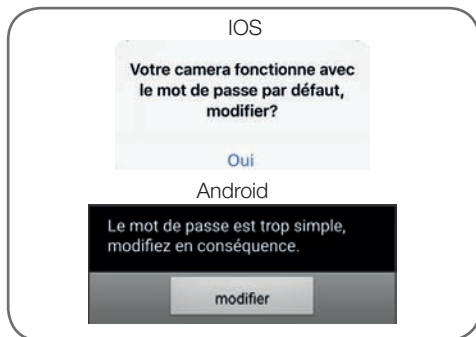 IOS
Votre camera fonctionne avec
le mot de passe par défaut,
modifier?
Oui
Android
Le mot de passe est trop simple,
modifiez en conséquence.
modifier